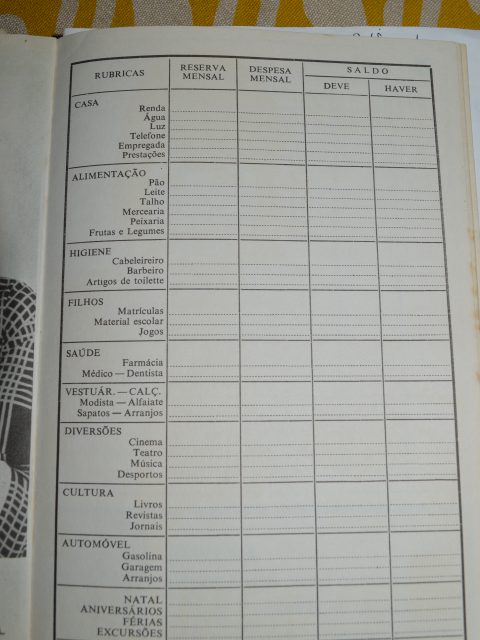 RUBRICAS
RESERVA MENSAL
DESPESA MENSAL
SALDO
DEVE
HAVER
CASA
Renda
Água
Luz
Telefone
Empregada
Prestações
ALIMENTAÇÃO
Pão
Leite
Talho
Mercearia
Peixaria
Frutas e Legumes
HIGIENE
Cabeleireiro
Barbeiro
Artigos de toilette
FILHOS
Matrículas
Material escolar
Jogos
SAÚDE
Farmácia
Médico — Dentista
VESTUÁR. — CALÇ.
Modista — Alfaiate
Sapatos — Arranjos
DIVERSÕES
Cinema
Teatro
Música
Desportos
CULTURA
Livros
Revistas
Jornais
AUTOMÓVEL
Gasolina
Garagem
Arranjos
NATAL
ANIVERSÁRIOS
FÉRIAS
EXCURSÕES